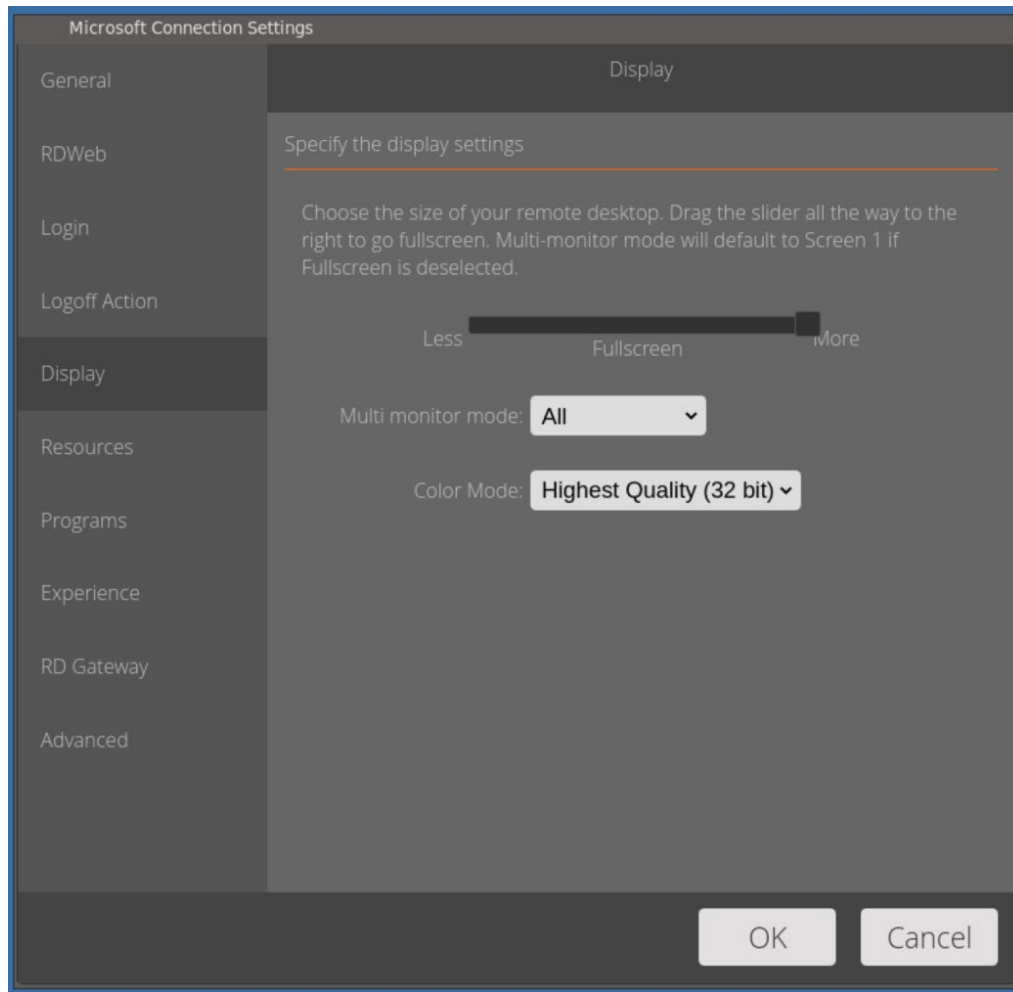 Microsoft Connection Settings
General
RDWeb
Login
Logoff Action
Display
Resources
Programs
Experience
RD Gateway
Advanced
Display
Specify the display settings
Choose the size of your remote desktop. Drag the slider all the way to the
right to go fullscreen. Multi-monitor mode will default to Screen 1 if
Fullscreen is deselected.
Less
More
Fullscreen
Multi monitor mode: All
Color Mode: Highest Quality (32 bit)
OK
Cancel